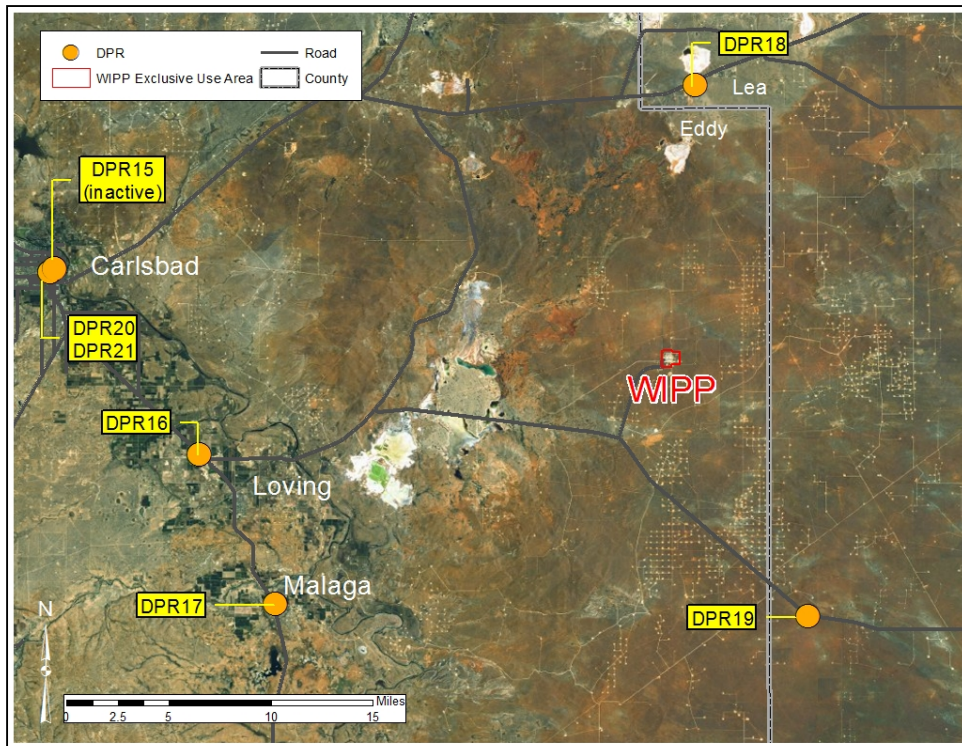 DPR
Road
WIPP Exclusive Use Area
County
DPR18
Lea
Eddy
DPR15
(inactive)
Carlsbad
DPR20
DPR21
WIPP
DPR16
Loving
Malaga
DPR17
DPR19
N
Miles
0 2.5 5 10 15